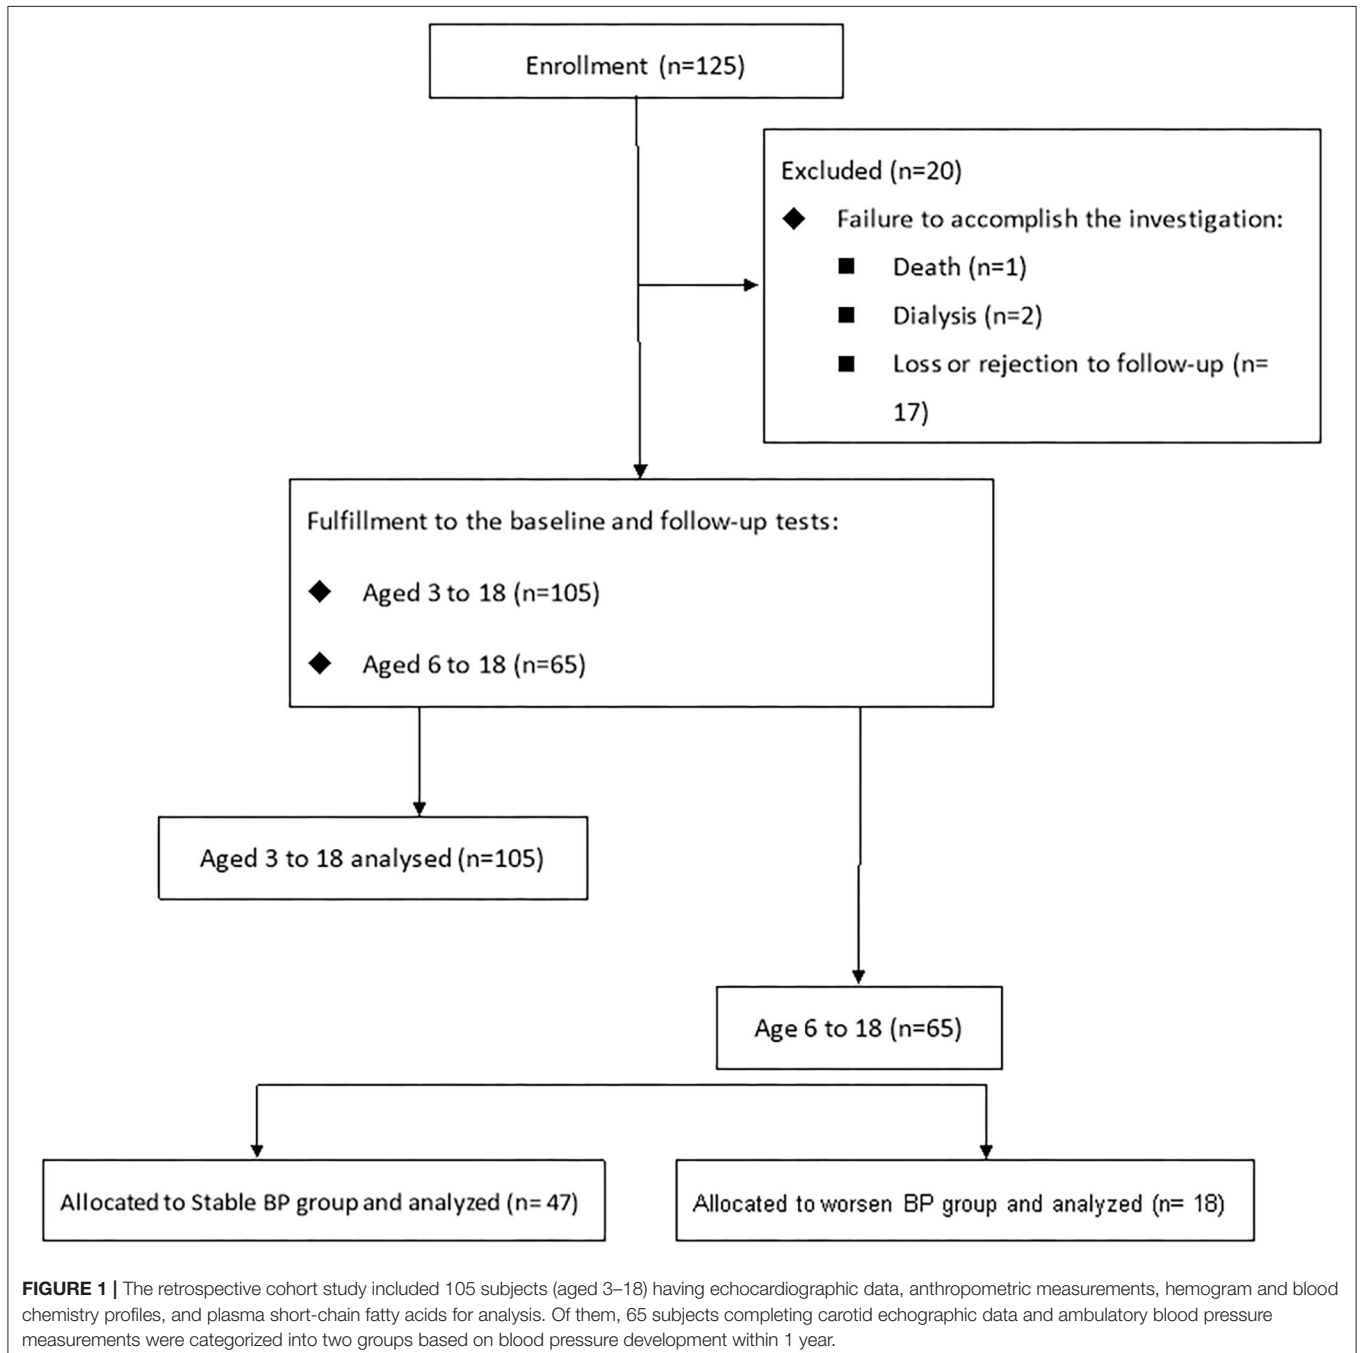 Enrollment (n=125)
Excluded (n=20)
◆ Failure to accomplish the investigation:
■ Death (n=1)
■ Dialysis (n=2)
■ Loss or rejection to follow-up (n=
17)
Fulfillment to the baseline and follow-up tests:
◆ Aged 3 to 18 (n=105)
◆ Aged 6 to 18 (n=65)
Aged 3 to 18 analysed (n=105)
Age 6 to 18 (n=65)
Allocated to Stable BP group and analyzed (n= 47)
Allocated to worsen BP group and analyzed (n= 18)
FIGURE 1 | The retrospective cohort study included 105 subjects (aged 3–18) having echocardiographic data, anthropometric measurements, hemogram and blood
chemistry profiles, and plasma short-chain fatty acids for analysis. Of them, 65 subjects completing carotid echographic data and ambulatory blood pressure
measurements were categorized into two groups based on blood pressure development within 1 year.